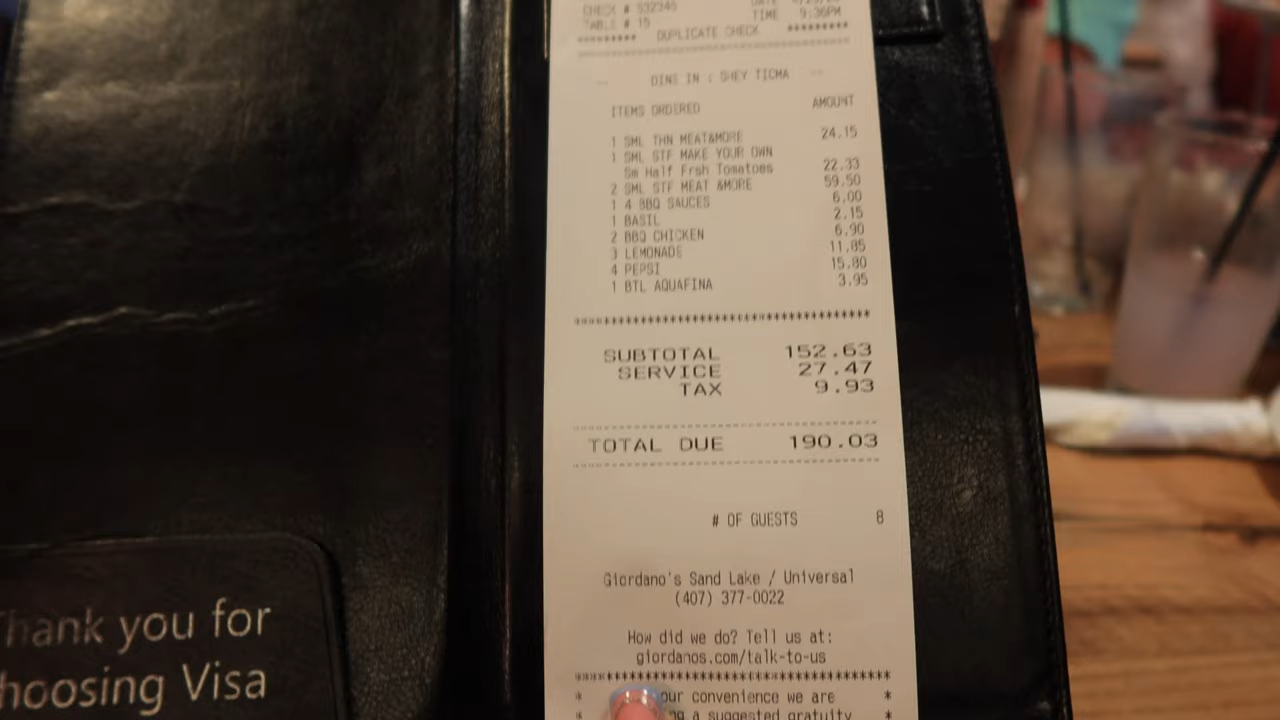 CHECK # 532346 DATE
TABLE # 15 TIME 9:36PM
********* DUPLICATE CHECK *********
DINE IN : SHEY TICMA
ITEMS ORDERED AMOUNT
1 SML THN MEAT&MORE 24.15
1 SML STF MAKE YOUR OWN
Sm Half Frsh Tomatoes 22.33
2 SML STF MEAT &MORE 59.50
1 4 BBQ SAUCES 6.00
1 BASIL 2.15
2 BBQ CHICKEN 6.90
3 LEMONADE 11.85
4 PEPSI 15.80
1 BTL AQUAFINA 3.95
SUBTOTAL 152.63
SERVICE 27.47
TAX 9.93
TOTAL DUE 190.03
# OF GUESTS 8
Giordano's Sand Lake / Universal
(407) 377-0022
How did we do? Tell us at:
giordanos.com/talk-to-us
* our convenience we are *
* a suggested gratuity *
Thank you for
hoosing Visa